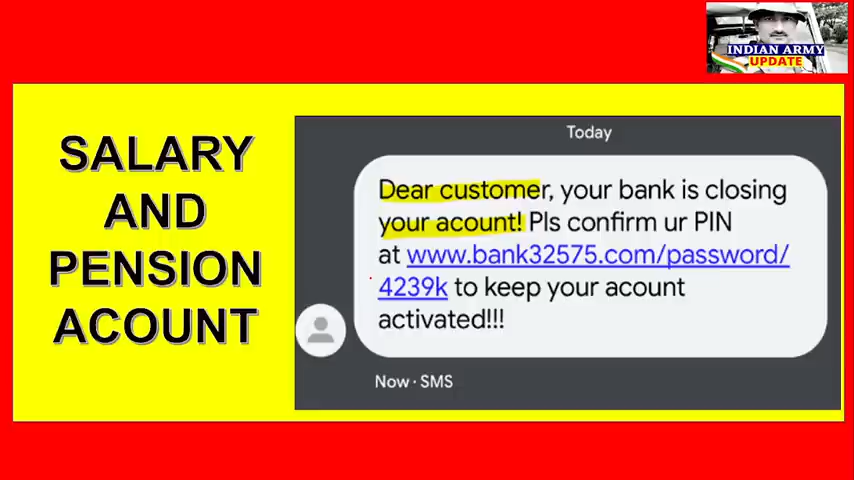 INDIAN ARMY
UPDATE
SALARY
AND
PENSION
ACOUNT
Today
Dear customer, your bank is closing
your acount! Pls confirm ur PIN
at www.bank32575.com/password/
4239k to keep your acount
activated!!!
Now · SMS